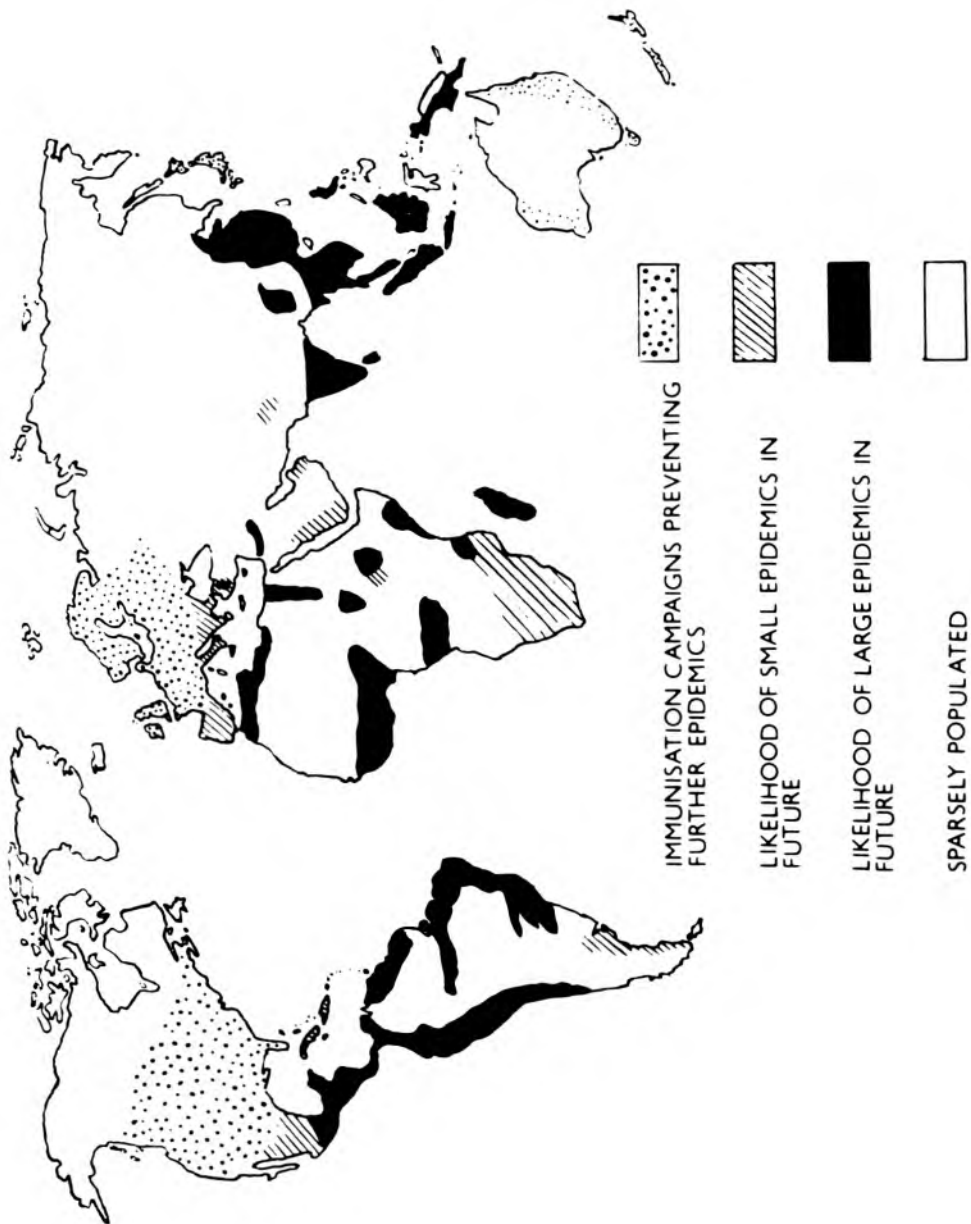 IMMUNISATION CAMPAIGNS PREVENTING
FURTHER EPIDEMICS
LIKELIHOOD OF SMALL EPIDEMICS IN
FUTURE
LIKELIHOOD OF LARGE EPIDEMICS IN
FUTURE
SPARSELY POPULATED